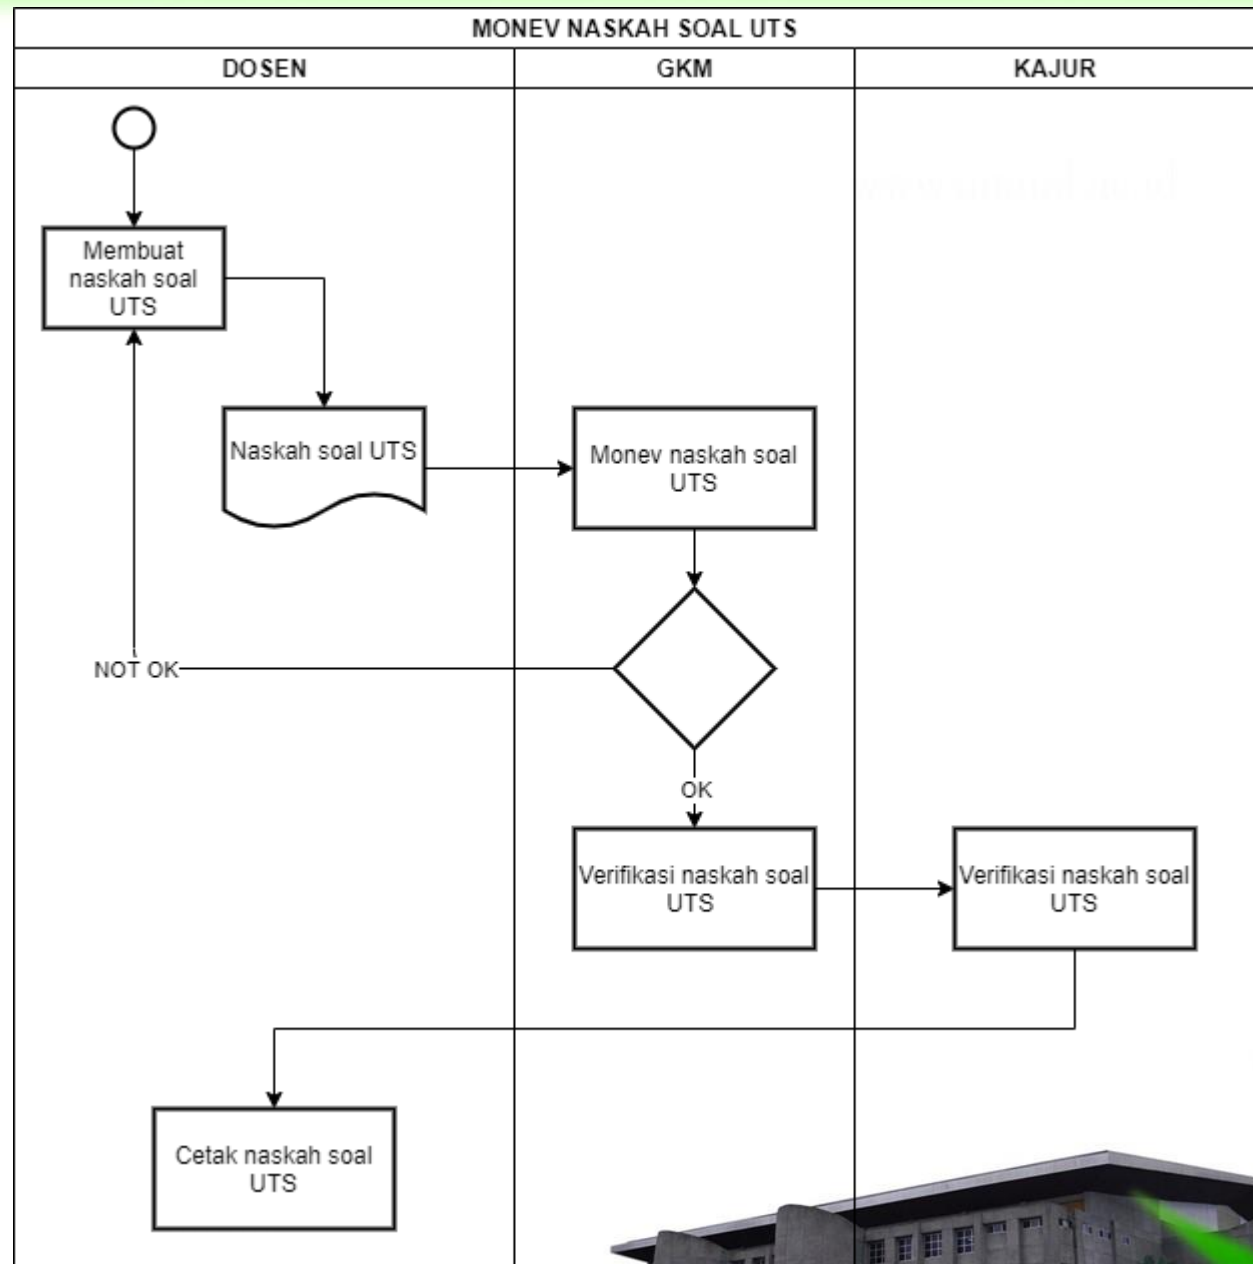 MONEV NASKAH SOAL UTS
DOSEN
GKM
KAJUR
Membuat
naskah soal
UTS
Naskah soal UTS
Monev naskah soal
UTS
NOT OK
OK
Verifikasi naskah soal
UTS
Verifikasi naskah soal
UTS
Cetak naskah soal
UTS